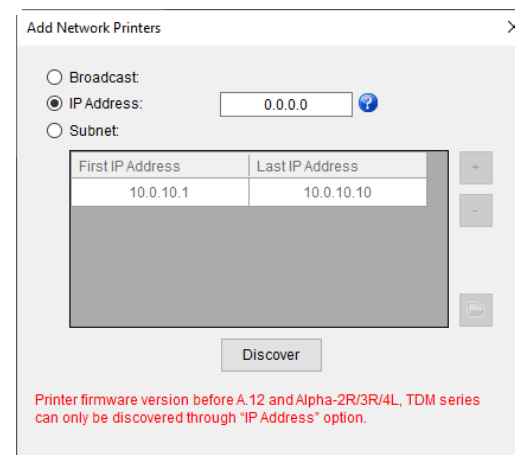 Add Network Printers
Broadcast:
IP Address: 0.0.0.0 ?
Subnet:
First IP Address Last IP Address +
10.0.10.1 10.0.10.10
-
Discover
Printer firmware version before A.12 and Alpha-2R/3R/4L, TDM series
can only be discovered through “IP Address” option.